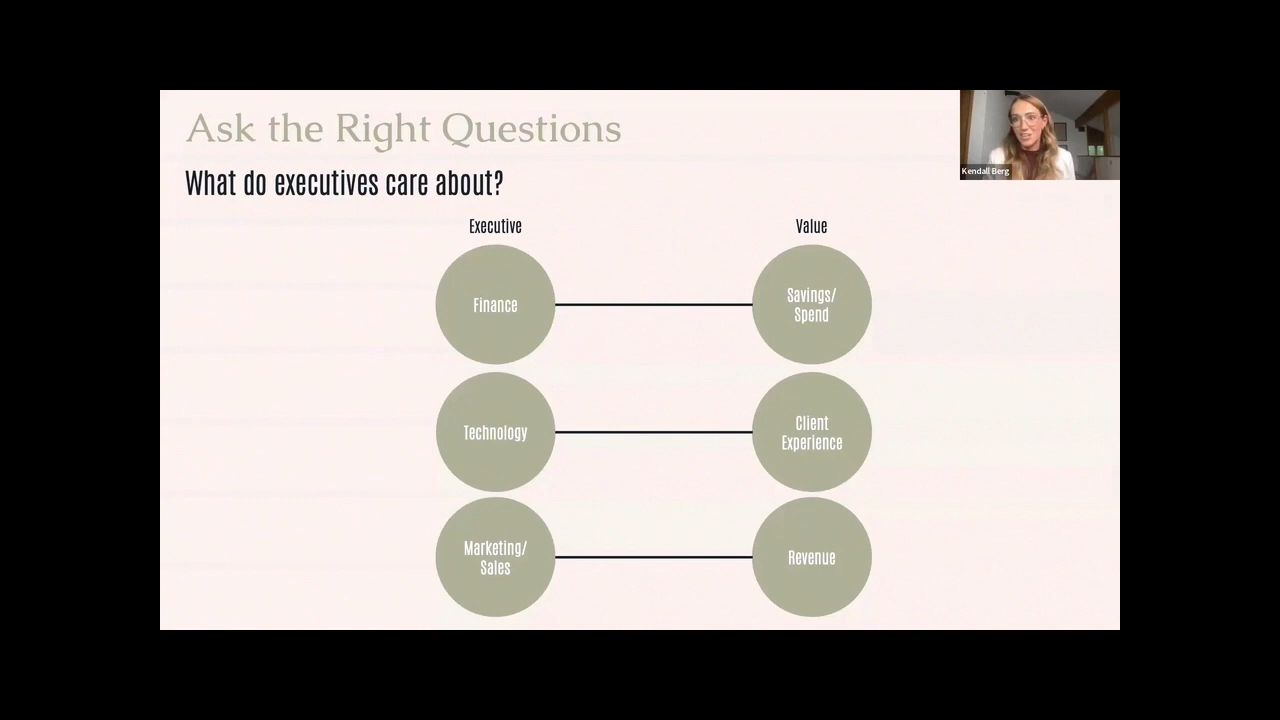 Ask the Right Questions
What do executives care about?
Kendall Berg
Executive
Value
Finance
Savings/
Spend
Technology
Client
Experience
Marketing/
Sales
Revenue